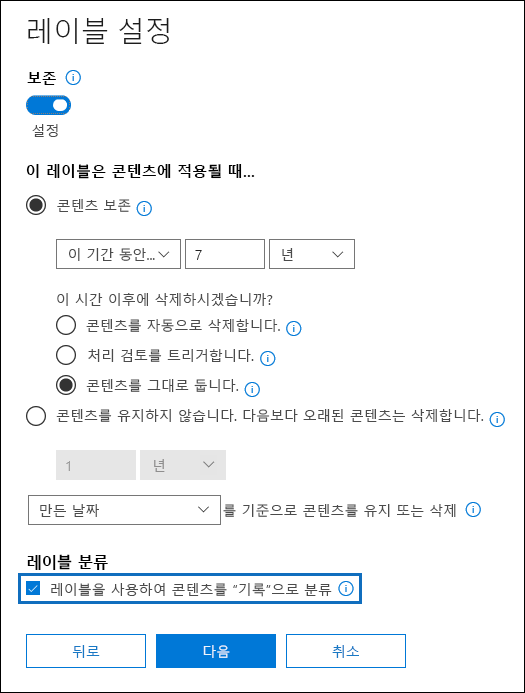 레이블 설정
보존
설정
이 레이블은 콘텐츠에 적용될 때...
콘텐츠 보존
이 기간 동안... 7 년
이 시간 이후에 삭제하시겠습니까?
콘텐츠를 자동으로 삭제합니다.
처리 검토를 트리거합니다.
콘텐츠를 그대로 둡니다.
콘텐츠를 유지하지 않습니다. 다음보다 오래된 콘텐츠는 삭제합니다.
1 년
만든 날짜 를 기준으로 콘텐츠를 유지 또는 삭제
레이블 분류
레이블을 사용하여 콘텐츠를 “기록”으로 분류
뒤로 다음 취소